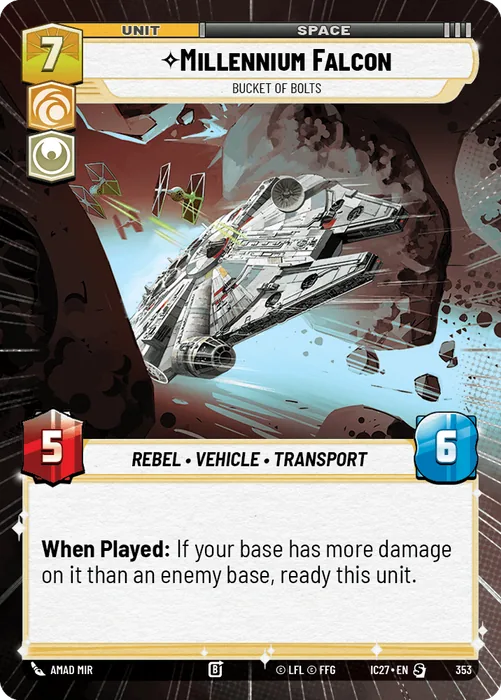 UNIT SPACE
7
✧MILLENNIUM FALCON
BUCKET OF BOLTS
5
6
REBEL • VEHICLE • TRANSPORT
When Played: If your base has more damage
on it than an enemy base, ready this unit.
AMAD MIR B © LFL © FFG IC27 • EN S 353